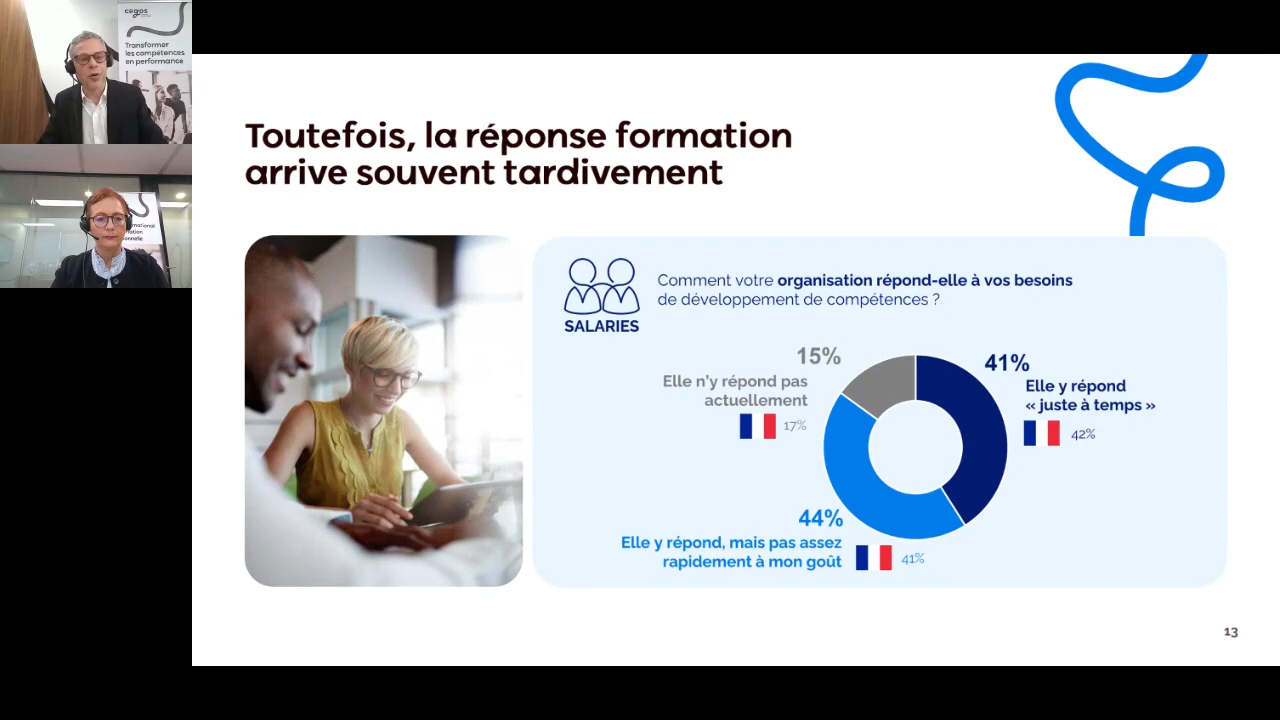 cegos
Transformer
les compétences
en performance
Toutefois, la réponse formation
arrive souvent tardivement
Comment votre organisation répond-elle à vos besoins
de développement de compétences ?
SALARIES
15%
Elle n'y répond pas
actuellement
17%
41%
Elle y répond
« juste à temps »
42%
44%
Elle y répond, mais pas assez
rapidement à mon goût
41%
13